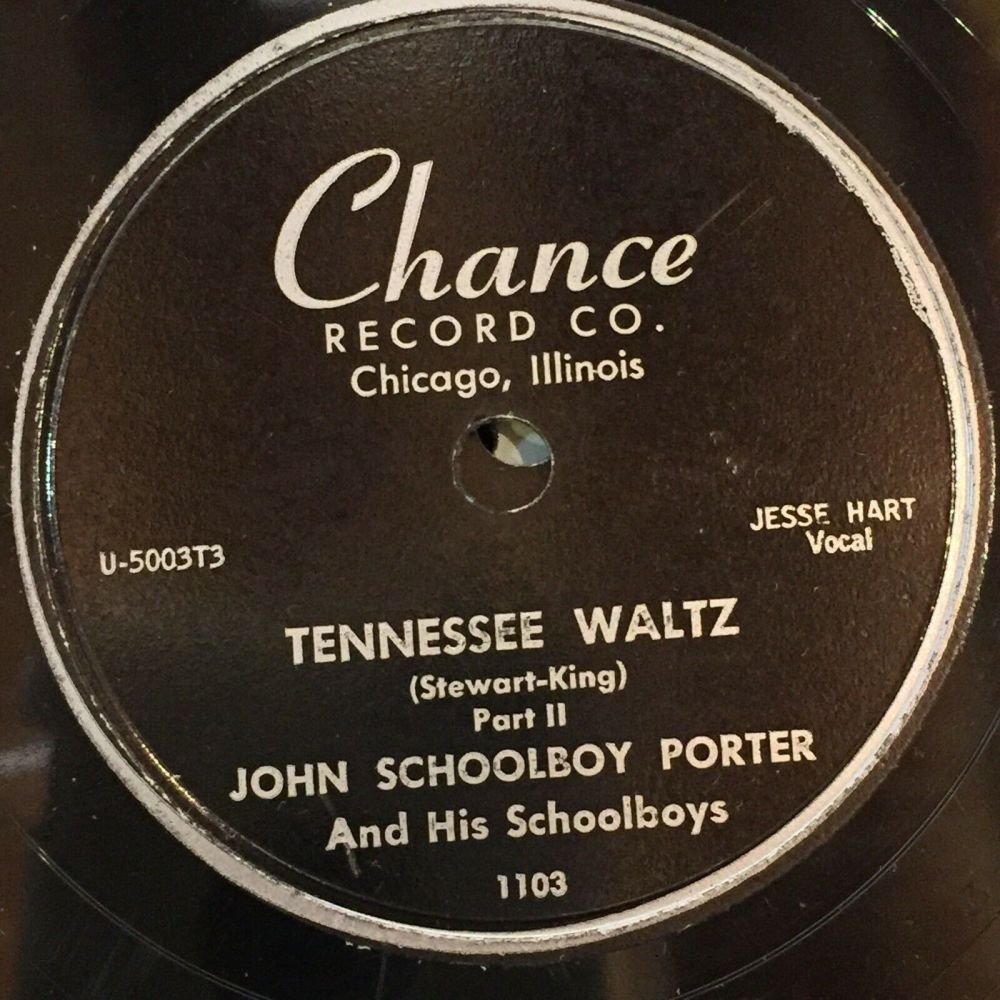 Chance
RECORD CO.
Chicago, Illinois
JESSE HART
Vocal
U-5003T3
TENNESSEE WALTZ
(Stewart-King)
Part II
JOHN SCHOOLBOY PORTER
And His Schoolboys
1103